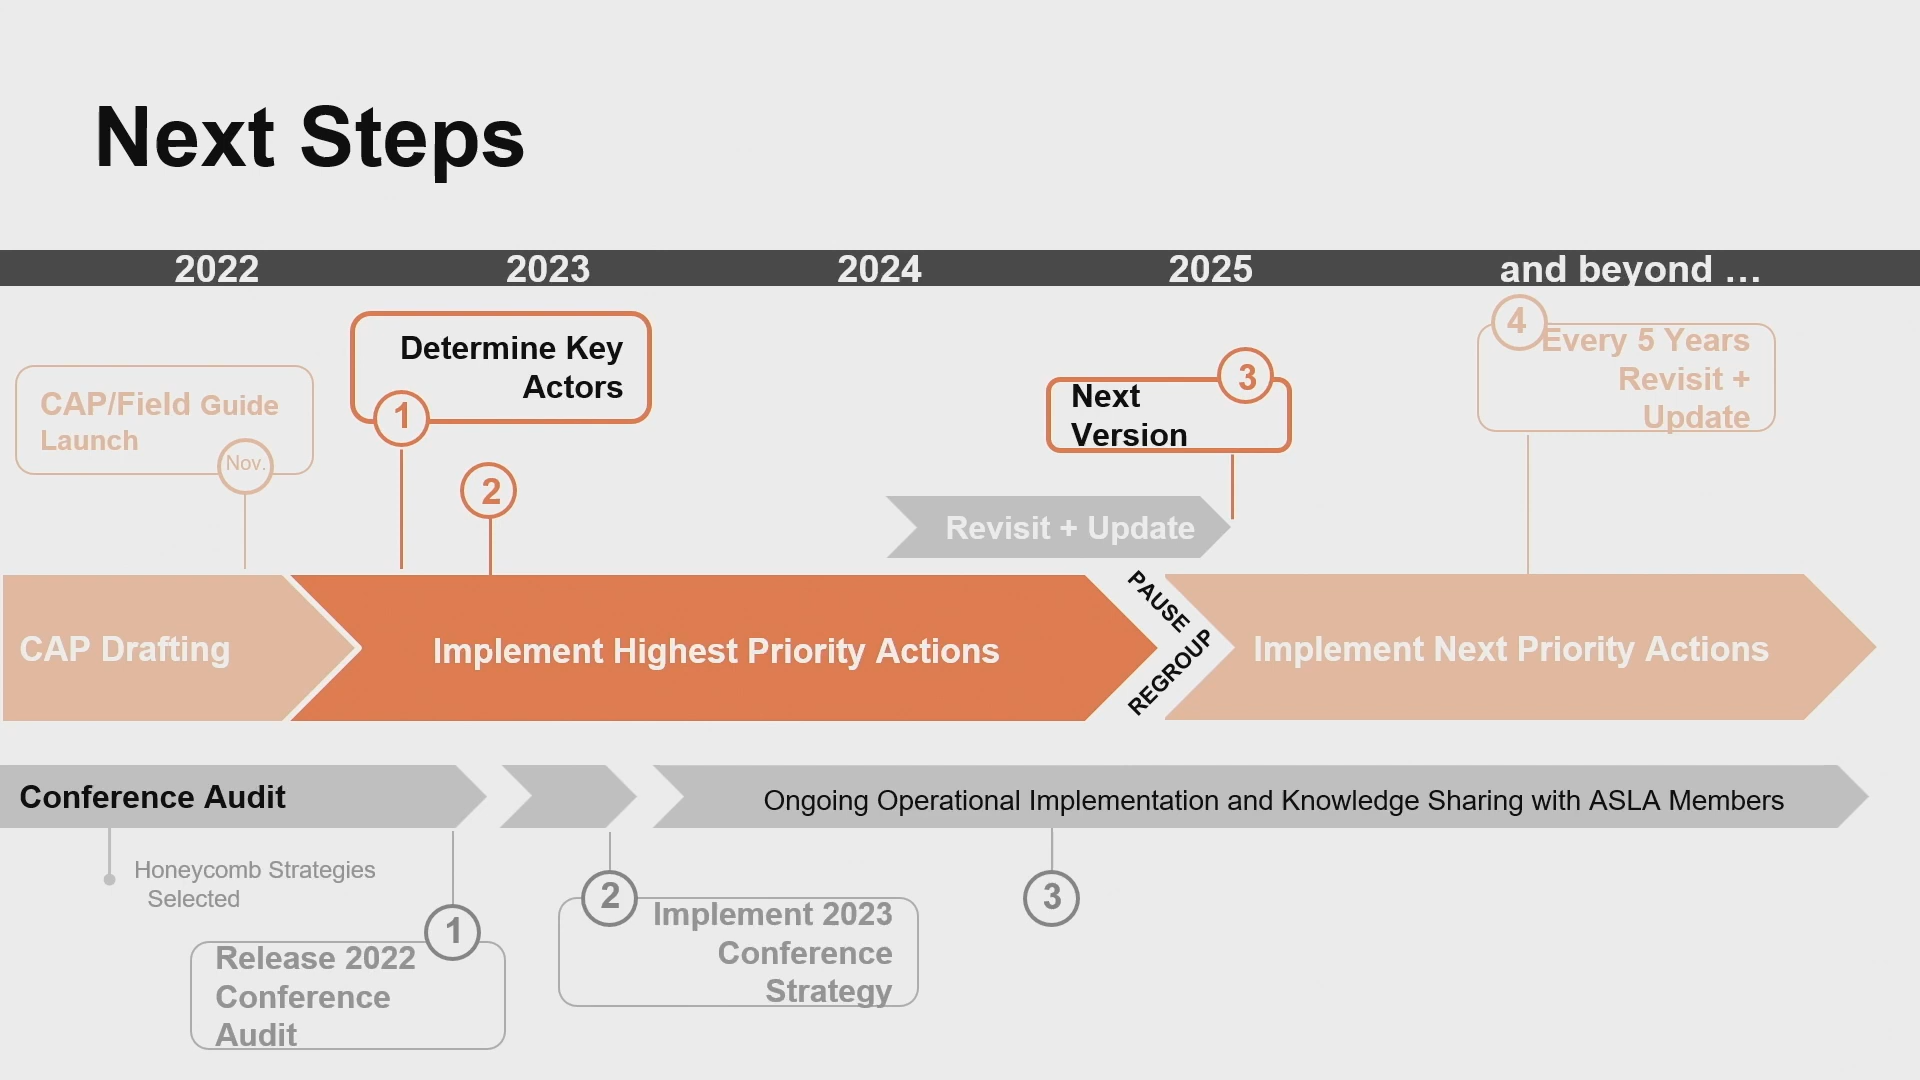 Next Steps
2022 2023 2024 2025 and beyond ...
Determine Key
Actors
1
CAP/Field Guide
Launch
Nov.
2
Next
Version
3
4
Every 5 Years
Revisit +
Update
Revisit + Update
CAP Drafting
Implement Highest Priority Actions
PAUSE
REGROUP
Implement Next Priority Actions
Conference Audit
Ongoing Operational Implementation and Knowledge Sharing with ASLA Members
Honeycomb Strategies
Selected
1
Release 2022
Conference
Audit
2
Implement 2023
Conference
Strategy
3